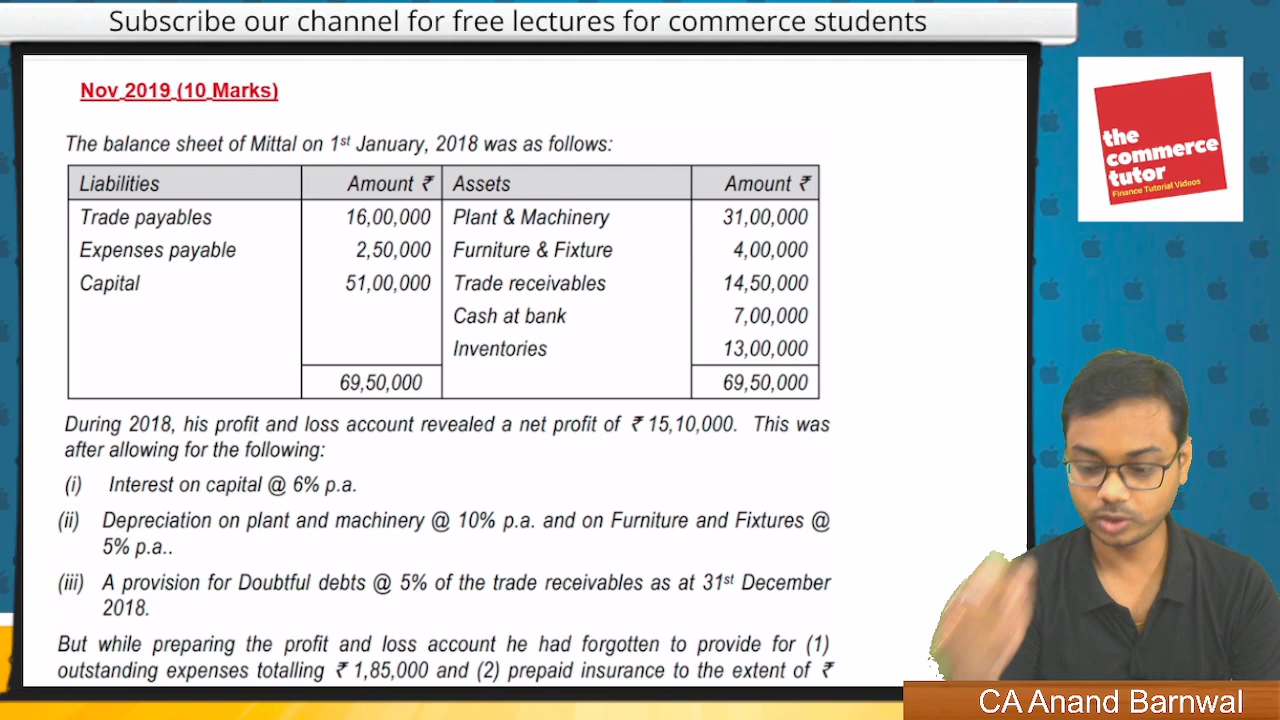 Subscribe our channel for free lectures for commerce students
Nov 2019 (10 Marks)
the
commerce
tutor
Finance Tutorial Videos
The balance sheet of Mittal on 1st January, 2018 was as follows:
Liabilities Amount ₹ Assets Amount ₹
Trade payables 16,00,000 Plant & Machinery 31,00,000
Expenses payable 2,50,000 Furniture & Fixture 4,00,000
Capital 51,00,000 Trade receivables 14,50,000
Cash at bank 7,00,000
Inventories 13,00,000
69,50,000 69,50,000
During 2018, his profit and loss account revealed a net profit of ₹ 15,10,000. This was
after allowing for the following:
(i) Interest on capital @ 6% p.a.
(ii) Depreciation on plant and machinery @ 10% p.a. and on Furniture and Fixtures @
5% p.a..
(iii) A provision for Doubtful debts @ 5% of the trade receivables as at 31st December
2018.
But while preparing the profit and loss account he had forgotten to provide for (1)
outstanding expenses totalling ₹ 1,85,000 and (2) prepaid insurance to the extent of ₹
CA Anand Barnwal